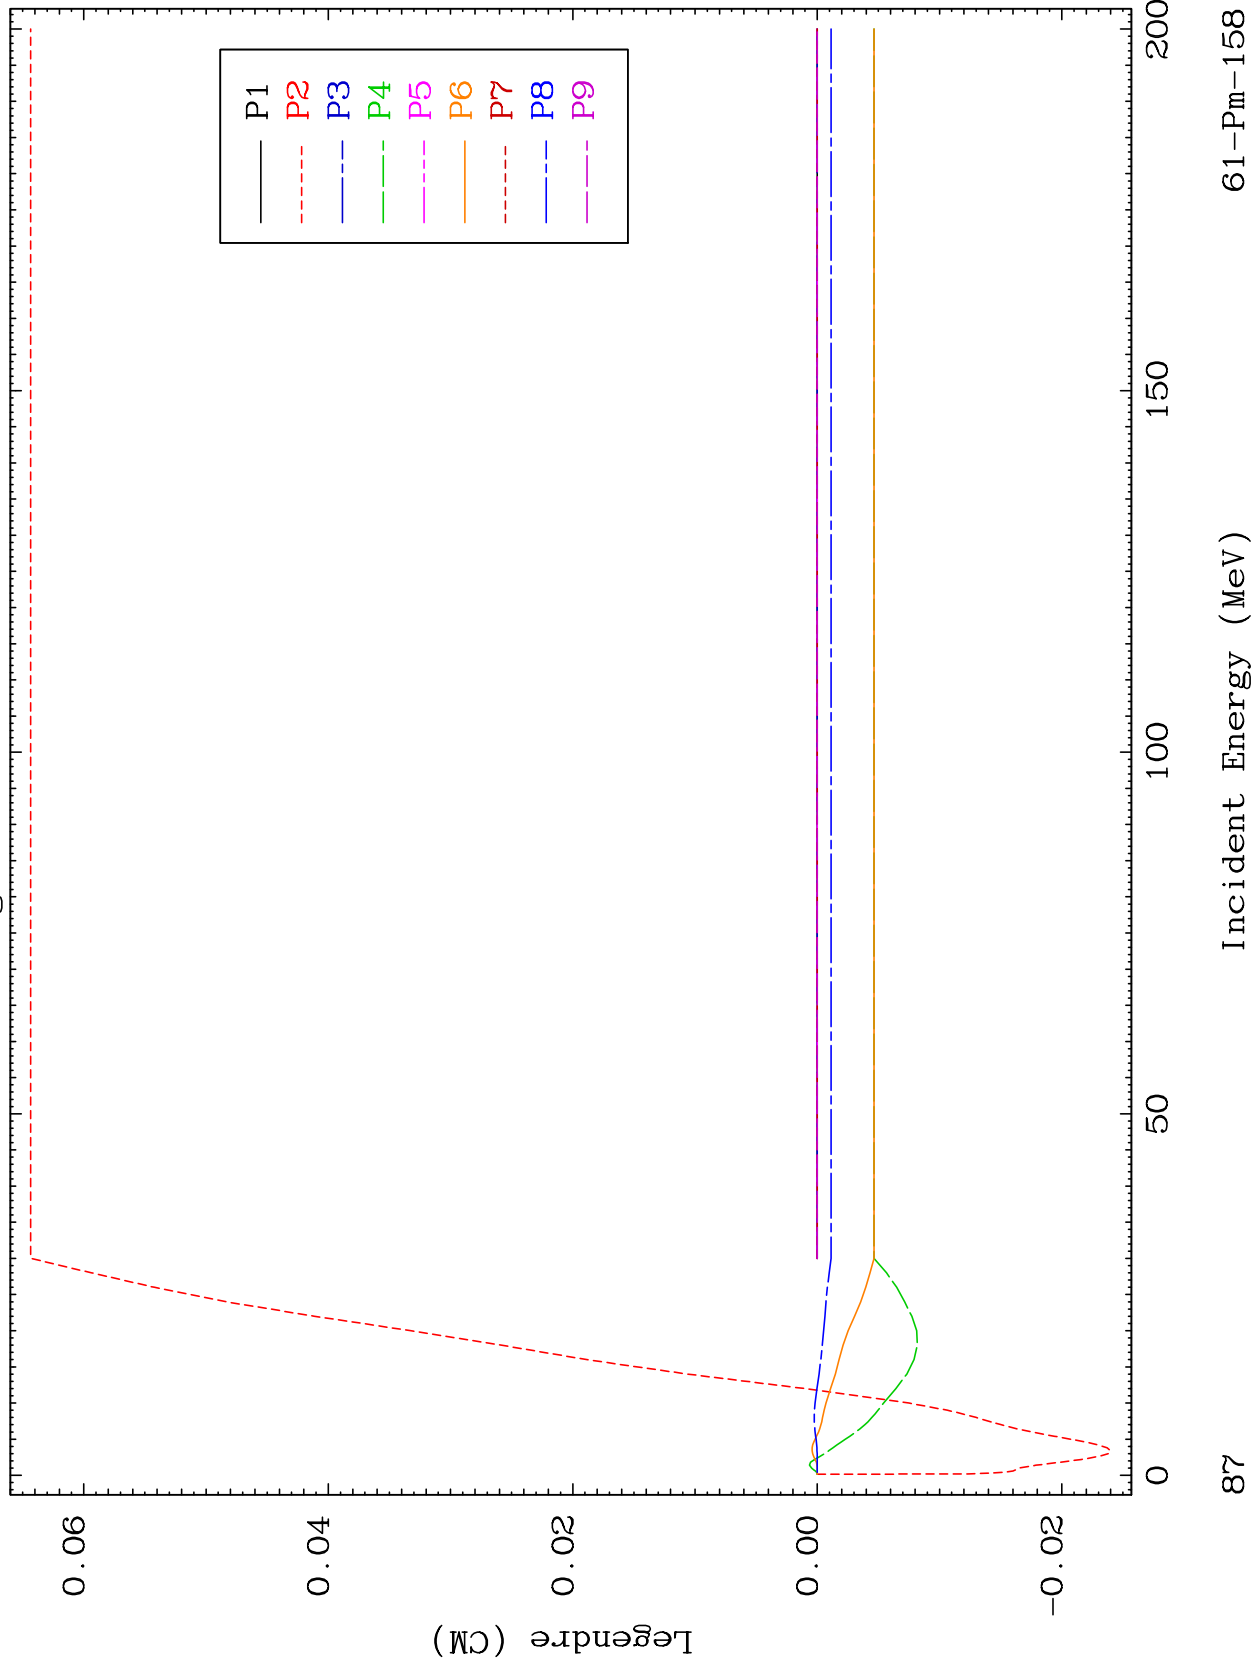 P1
P2
P3
P4
P5
P6
P7
P8
P9
Legendre (CM)
0.06
0.04
0.02
0.00
-0.02
0
50
100
150
200
Incident Energy (MeV)
87
61-Pm-158